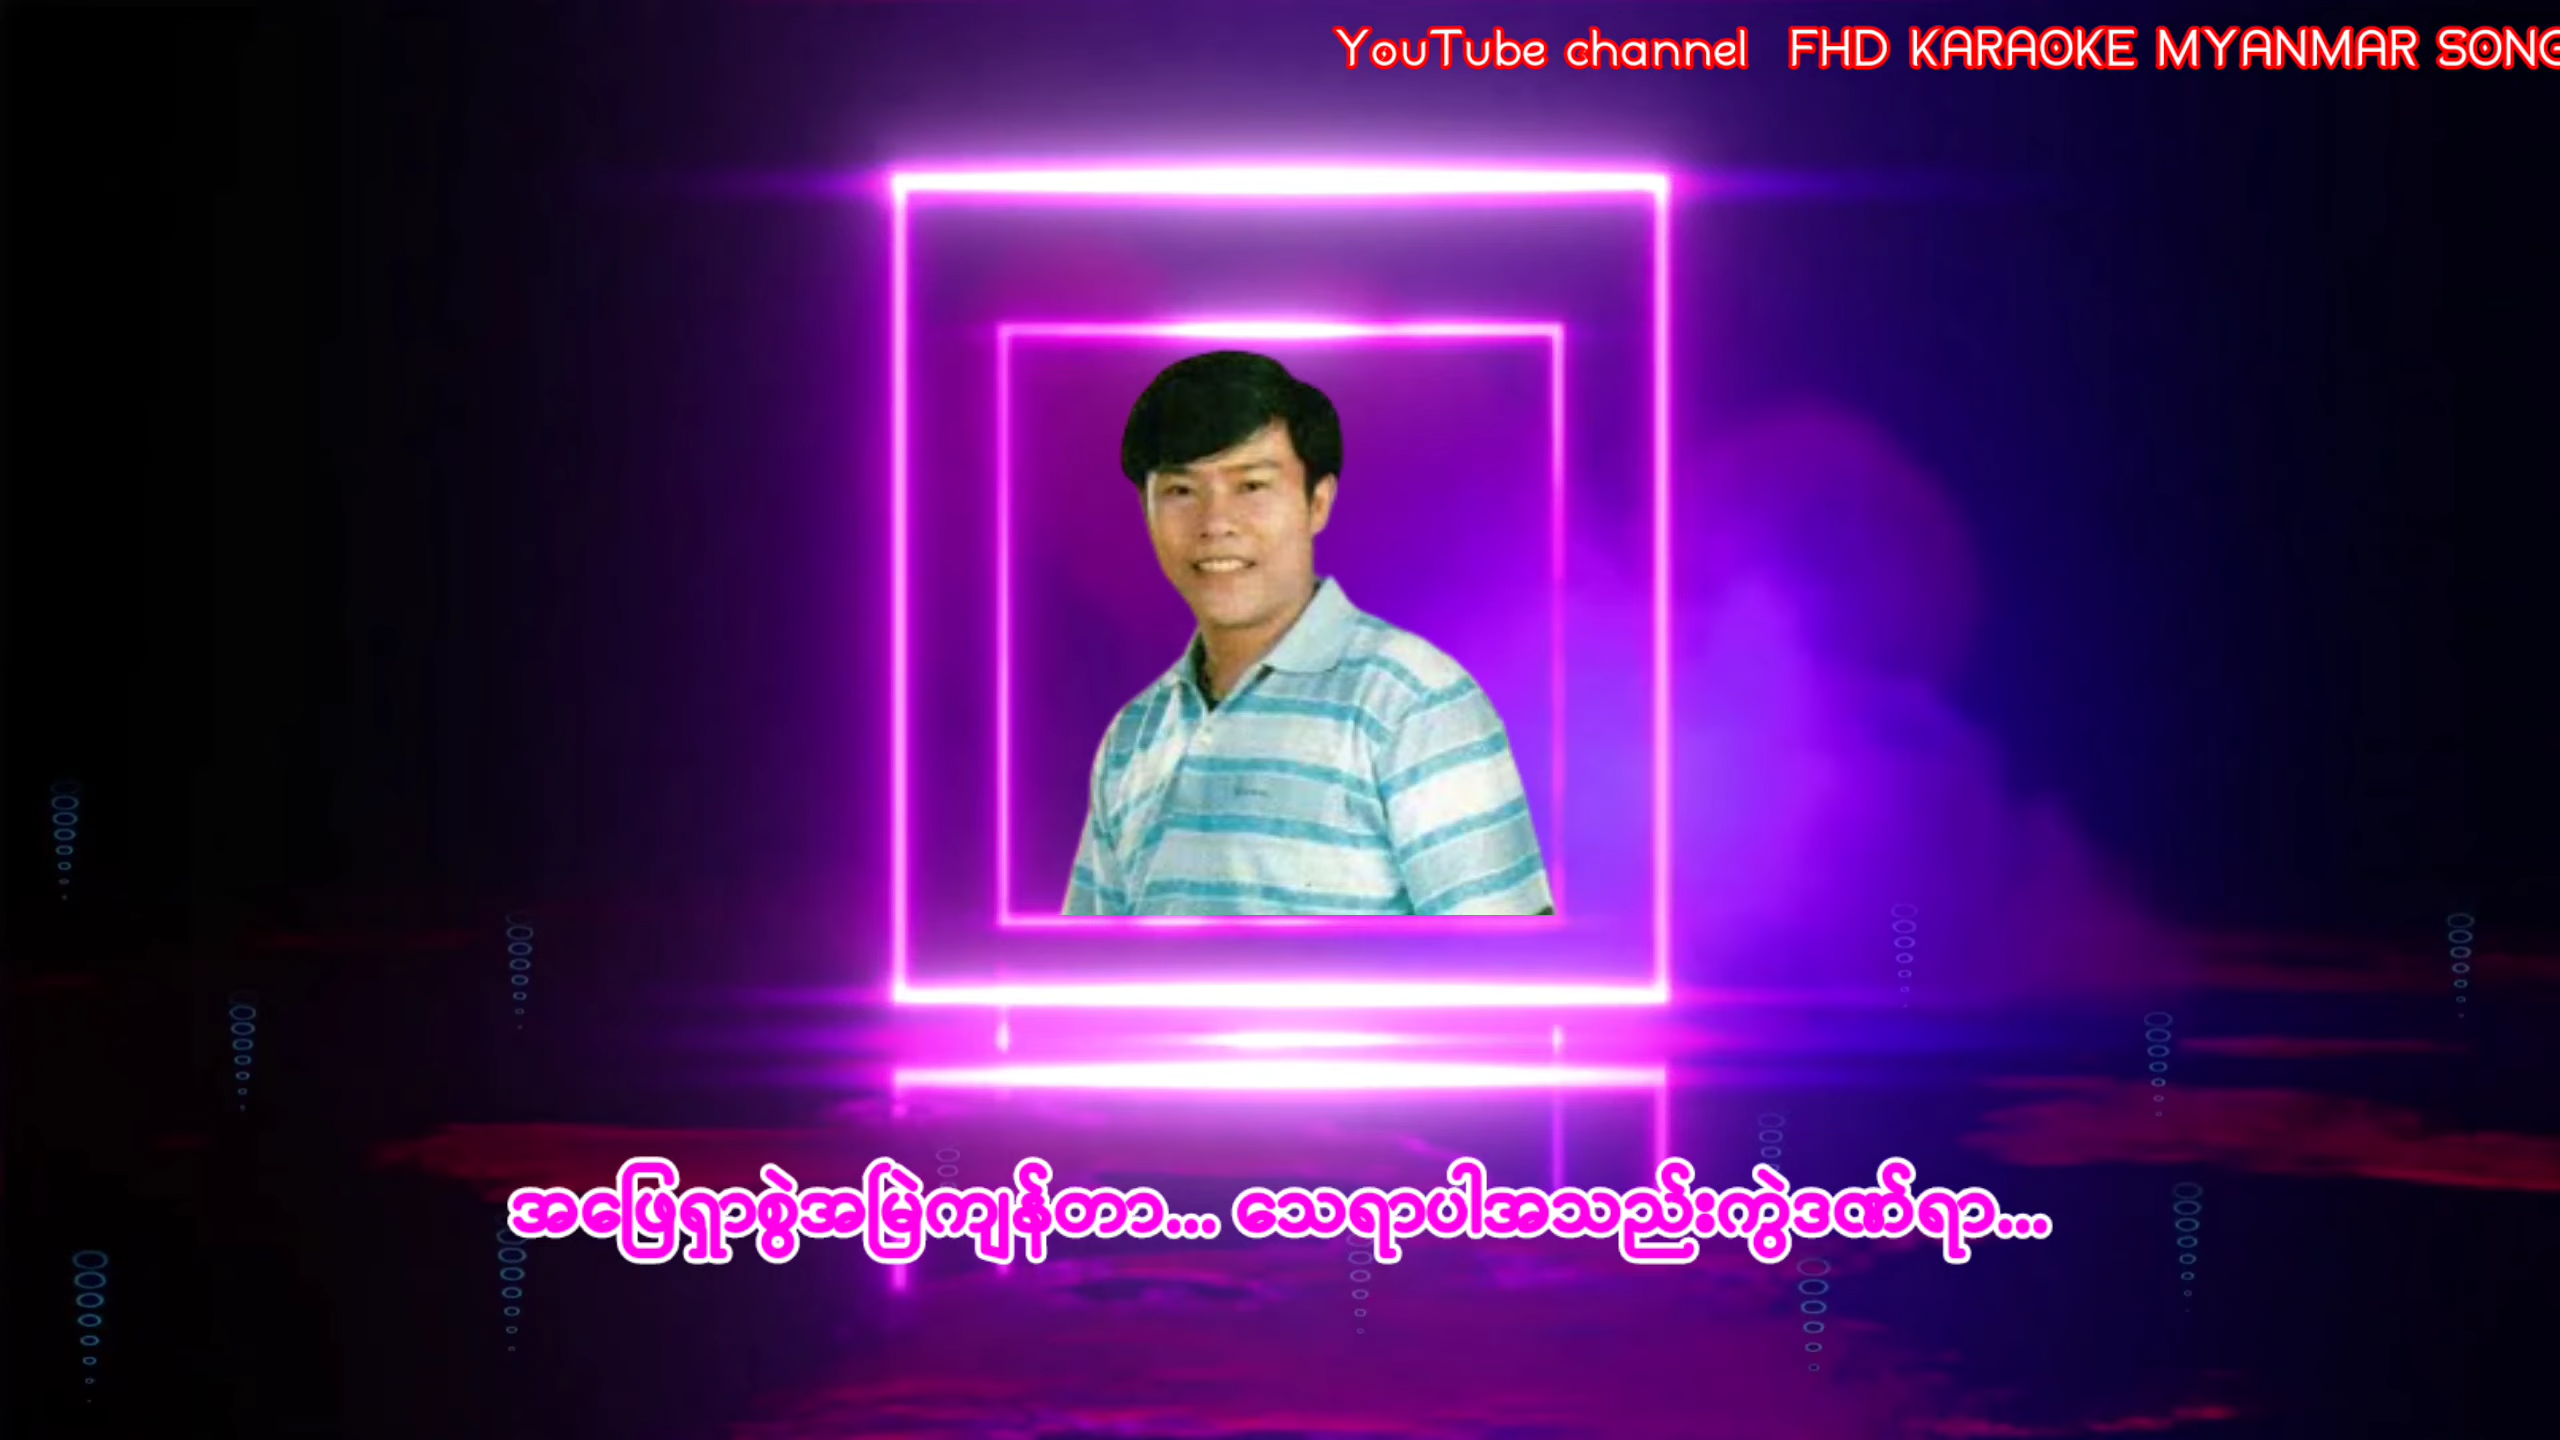 YouTube channel FHD KARAOKE MYANMAR SONG
အဖြေရှာစွဲအမြဲကျန်တာ... သေရာပါအသည်းကွဲဒဏ်ရာ...